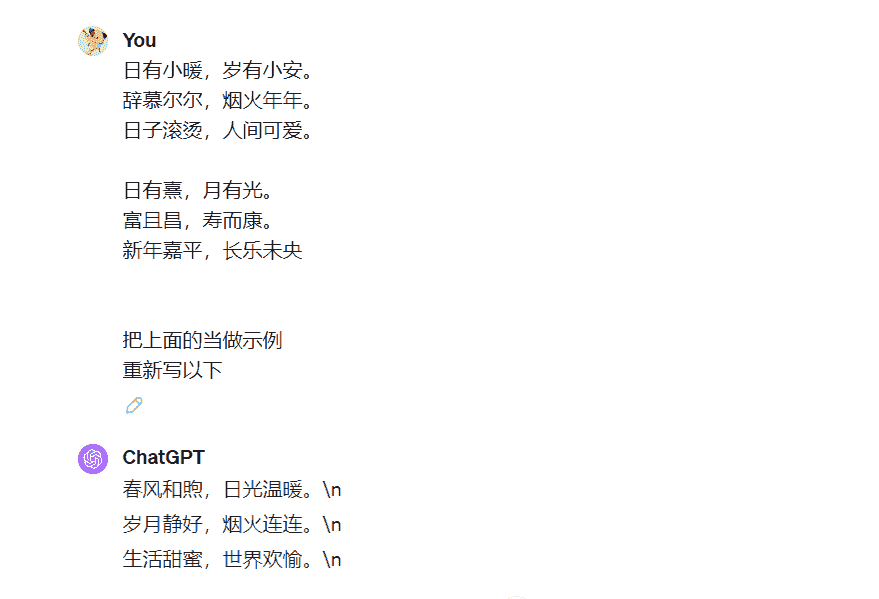 You
日有小暖，岁有小安。
辞慕尔尔，烟火年年。
日子滚烫，人间可爱。
日有熹，月有光。
富且昌，寿而康。
新年嘉平，长乐未央
把上面的当做示例
重新写以下
ChatGPT
春风和煦，日光温暖。\n
岁月静好，烟火连连。\n
生活甜蜜，世界欢愉。\n